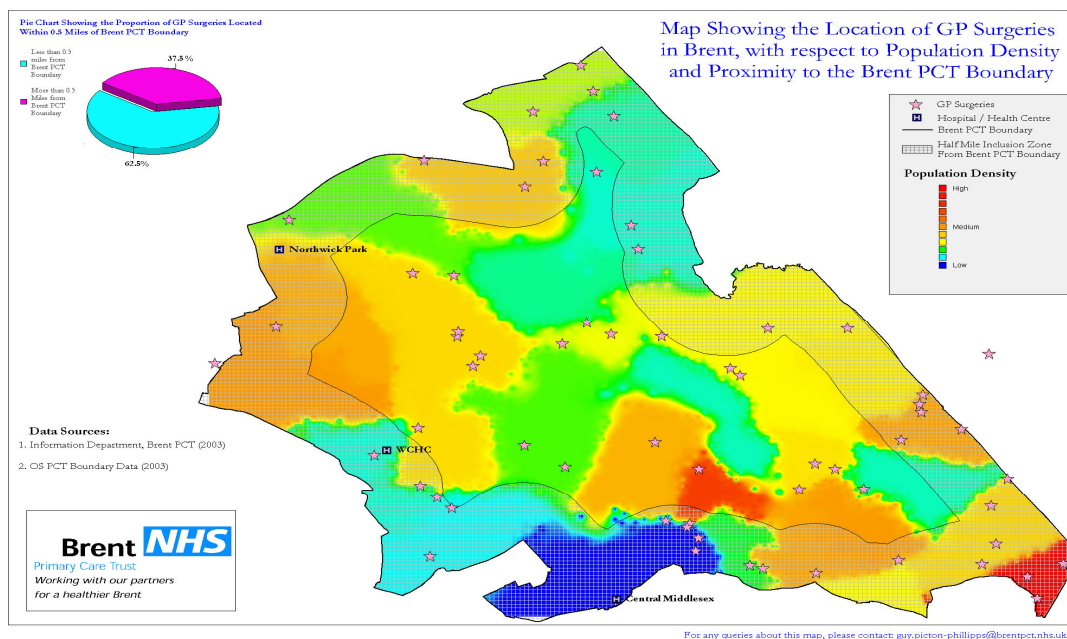 Pie Chart Showing the Proportion of GP Surgeries Located
Within 0.5 Miles of Brent PCT Boundary
Less than 0.5
miles from
Brent PCT
Boundary
More than 0.5
Miles from
Brent PCT
Boundary
37.5%
62.5%
Map Showing the Location of GP Surgeries
in Brent, with respect to Population Density
and Proximity to the Brent PCT Boundary
GP Surgeries
H Hospital / Health Centre
Brent PCT Boundary
Half Mile Inclusion Zone
From Brent PCT Boundary
Population Density
High
Medium
Low
H Northwick Park
H WCHC
H Central Middlesex
Data Sources:
1. Information Department, Brent PCT (2003)
2. OS PCT Boundary Data (2003)
Brent NHS
Primary Care Trust
Working with our partners
for a healthier Brent
For any queries about this map, please contact: guy.picton-phillipps@brentpct.nhs.uk